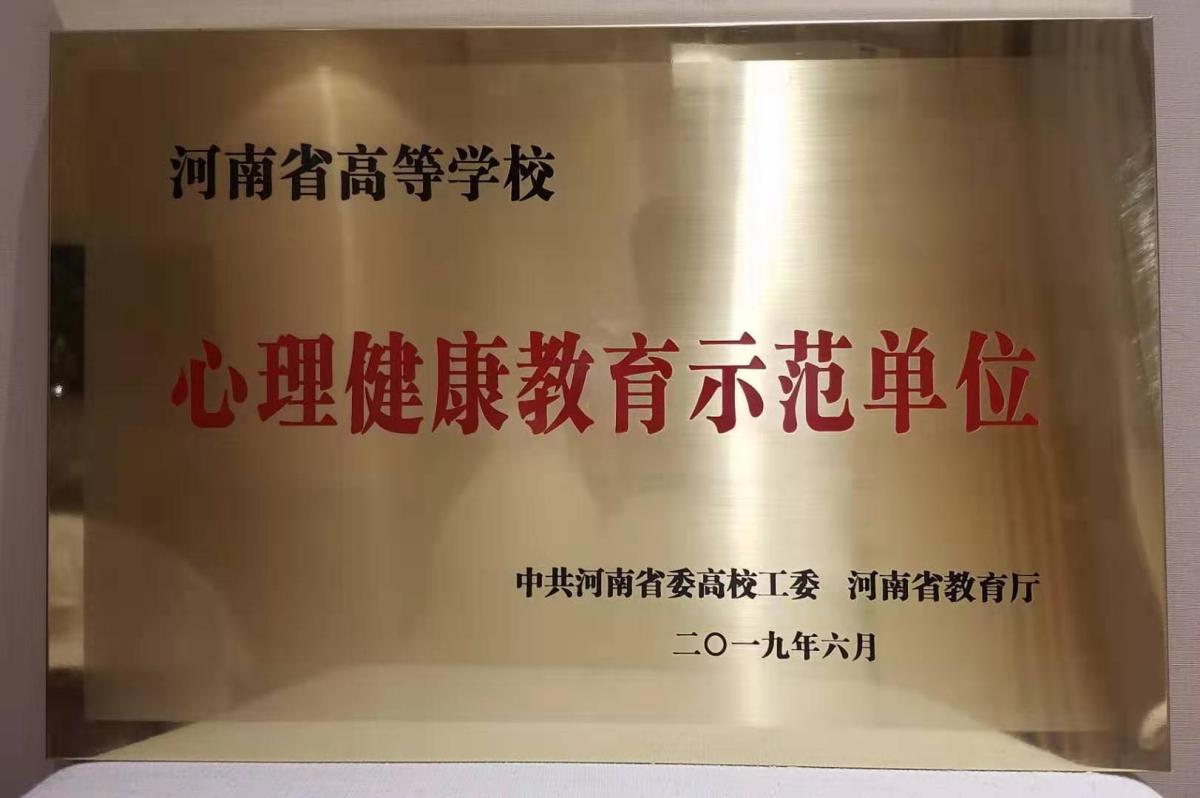 河南省高等学校
心理健康教育示范单位
中共河南省委高校工委 河南省教育厅
二〇一九年六月